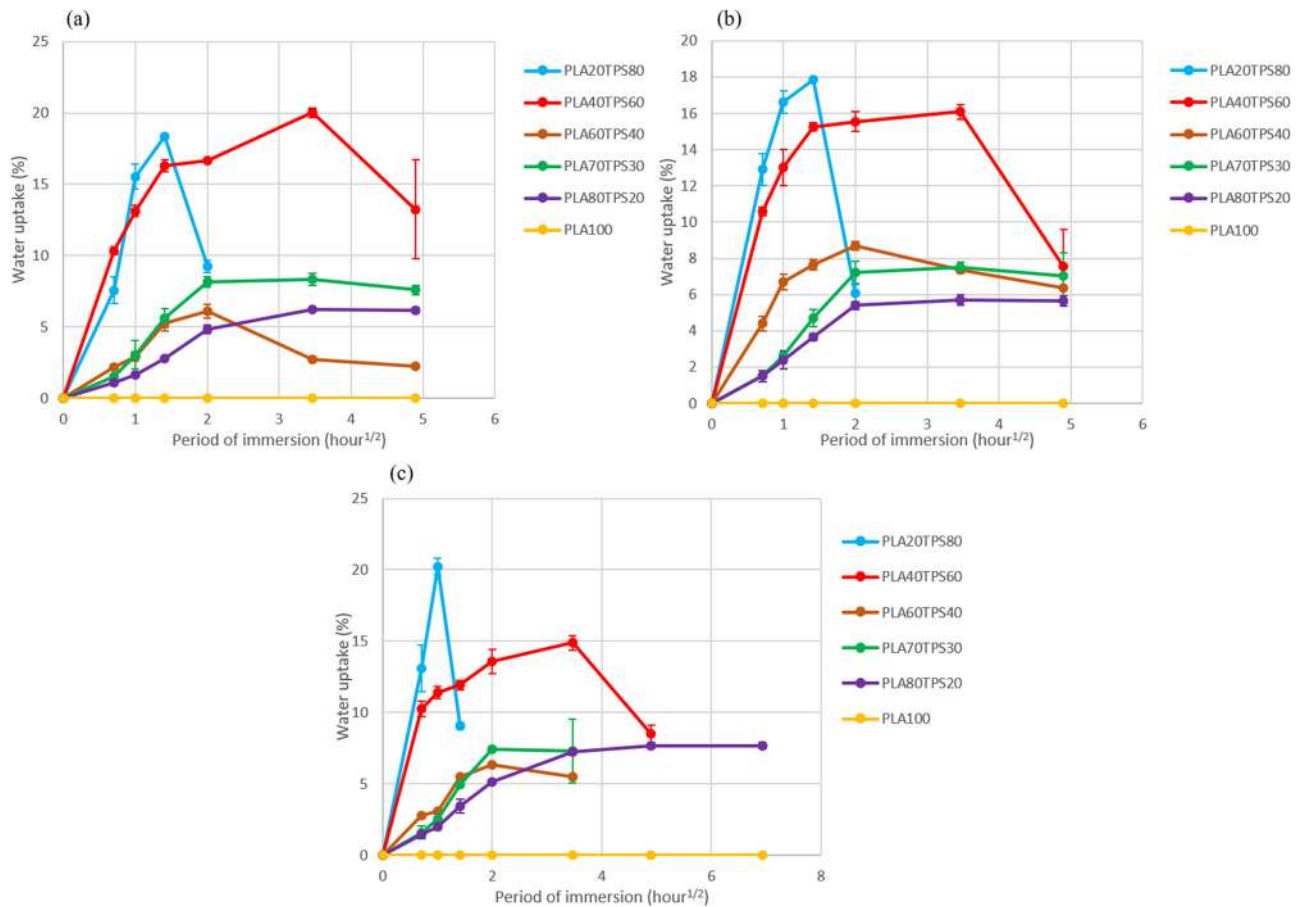 (a)
25
20
15
10
5
0
Water uptake (%)
0 1 2 3 4 5 6
Period of immersion (hour1/2)
PLA20TPS80
PLA40TPS60
PLA60TPS40
PLA70TPS30
PLA80TPS20
PLA100
(b)
20
18
16
14
12
10
8
6
4
2
0
Water uptake (%)
0 1 2 3 4 5 6
Period of immersion (hour1/2)
PLA20TPS80
PLA40TPS60
PLA60TPS40
PLA70TPS30
PLA80TPS20
PLA100
(c)
25
20
15
10
5
0
Water uptake (%)
0 2 4 6 8
Period of immersion (hour1/2)
PLA20TPS80
PLA40TPS60
PLA60TPS40
PLA70TPS30
PLA80TPS20
PLA100